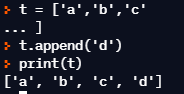 > t = ['a','b','c'
... ]
> t.append('d')
> print(t)
['a', 'b', 'c', 'd']